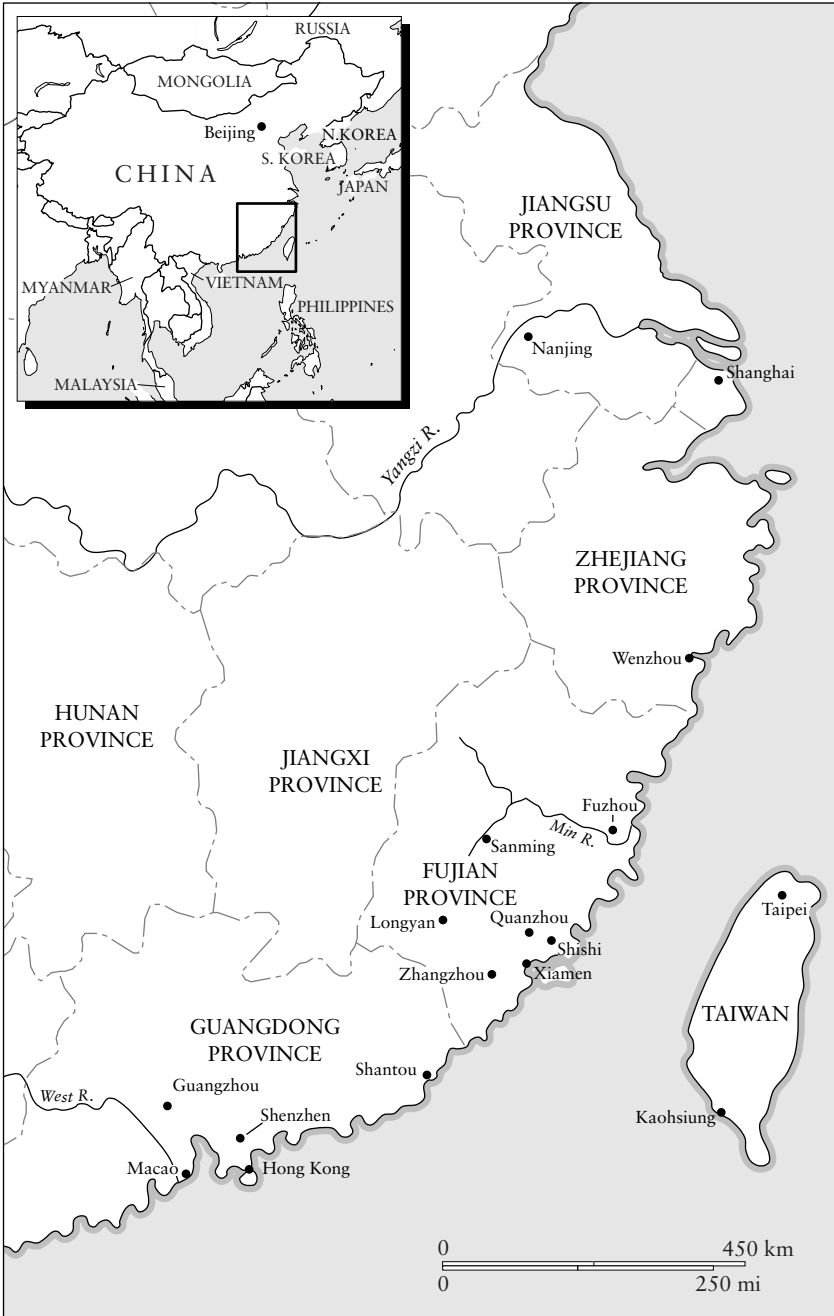 RUSSIA
MONGOLIA
Beijing
N.KOREA
S. KOREA
CHINA
JAPAN
MYANMAR
VIETNAM
PHILIPPINES
MALAYSIA
JIANGSU
PROVINCE
Nanjing
Shanghai
Yangzi R.
ZHEJIANG
PROVINCE
Wenzhou
HUNAN
PROVINCE
JIANGXI
PROVINCE
Fuzhou
Min R.
Sanming
FUJIAN
PROVINCE
Taipei
Longyan
Quanzhou
Shishi
Zhangzhou
Xiamen
TAIWAN
GUANGDONG
PROVINCE
Shantou
West R.
Guangzhou
Kaohsiung
Shenzhen
Macao
Hong Kong
0 450 km
0 250 mi